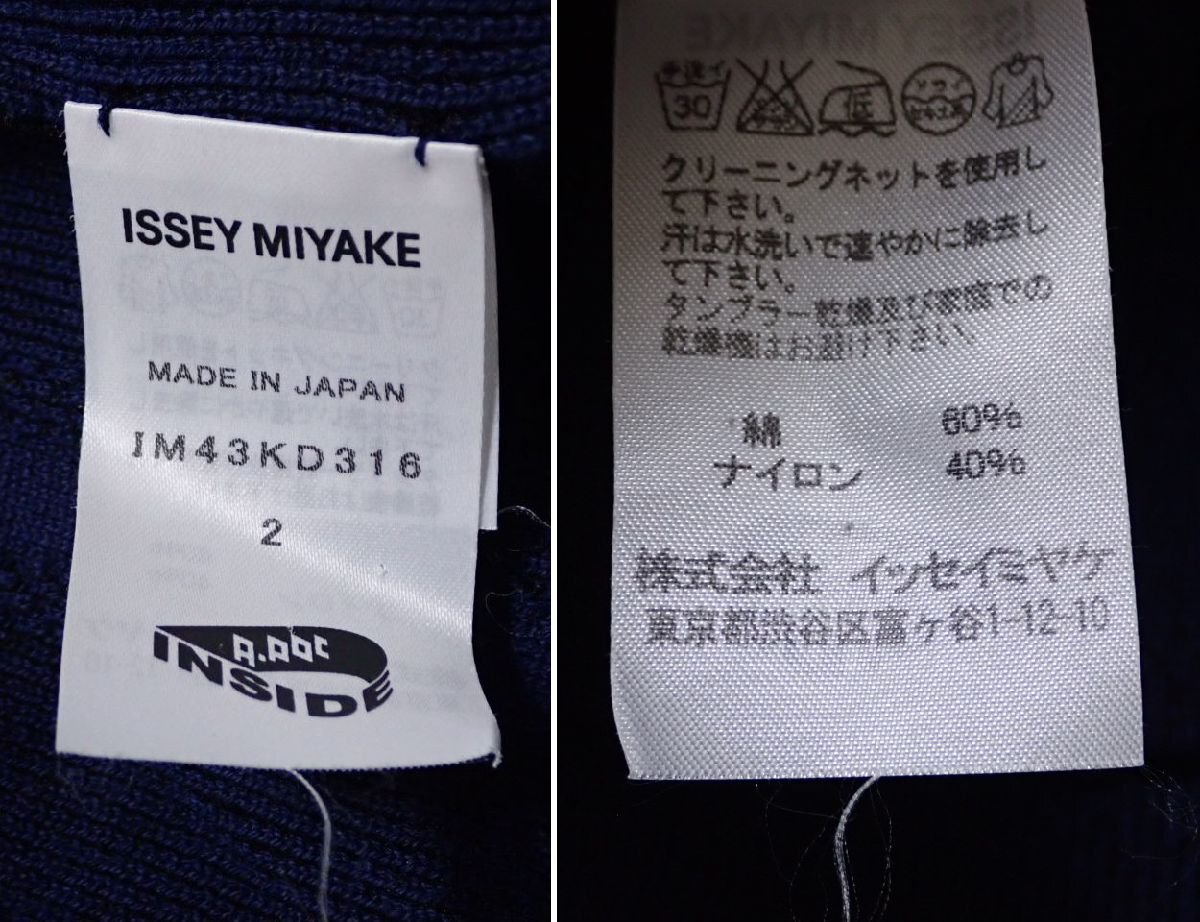 ISSEY MIYAKE
MADE IN JAPAN
IM43KD316
2
A.POC
INSIDE
手洗イ
30
低
クリーニングネットを使用し
て下さい。
汗は水洗いで速やかに除去し
て下さい。
タンブラー乾燥及び家庭での
乾燥機はお避け下さい。
綿 60%
ナイロン 40%
株式会社 イッセイミヤケ
東京都渋谷区富ヶ谷1-12-10